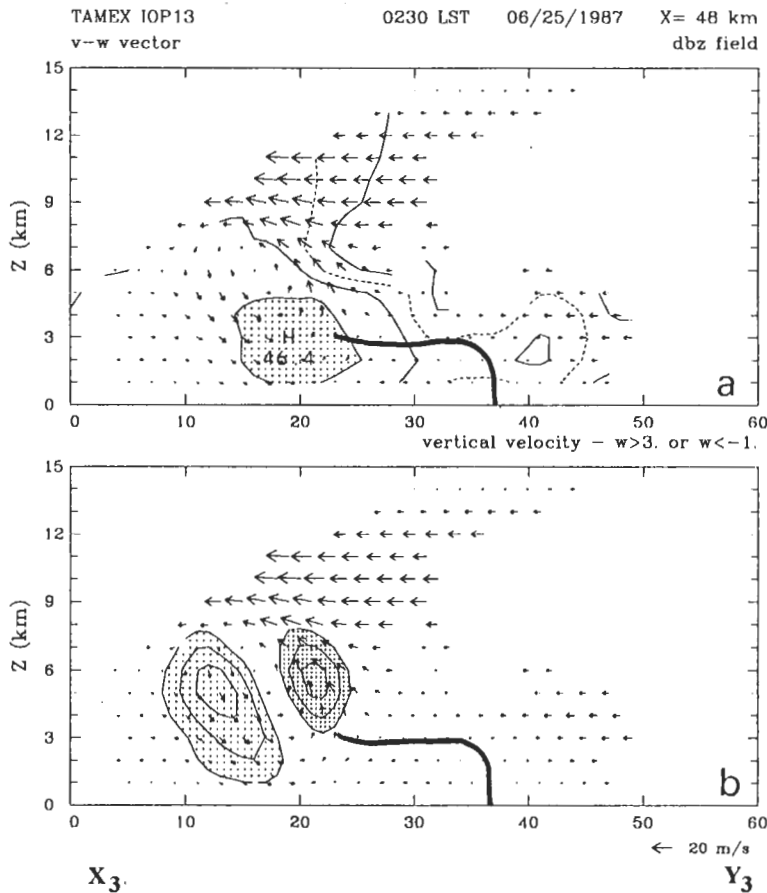 TAMEX IOP13 0230 LST 06/25/1987 X= 48 km
v-w vector dbz field
15
12
9
6
3
0
Z (km)
H
46.4
a
0 10 20 30 40 50 60
vertical velocity - w>3. or w<-1.
15
12
9
6
3
0
Z (km)
b
0 10 20 30 40 50 60
← 20 m/s
X3. Y3